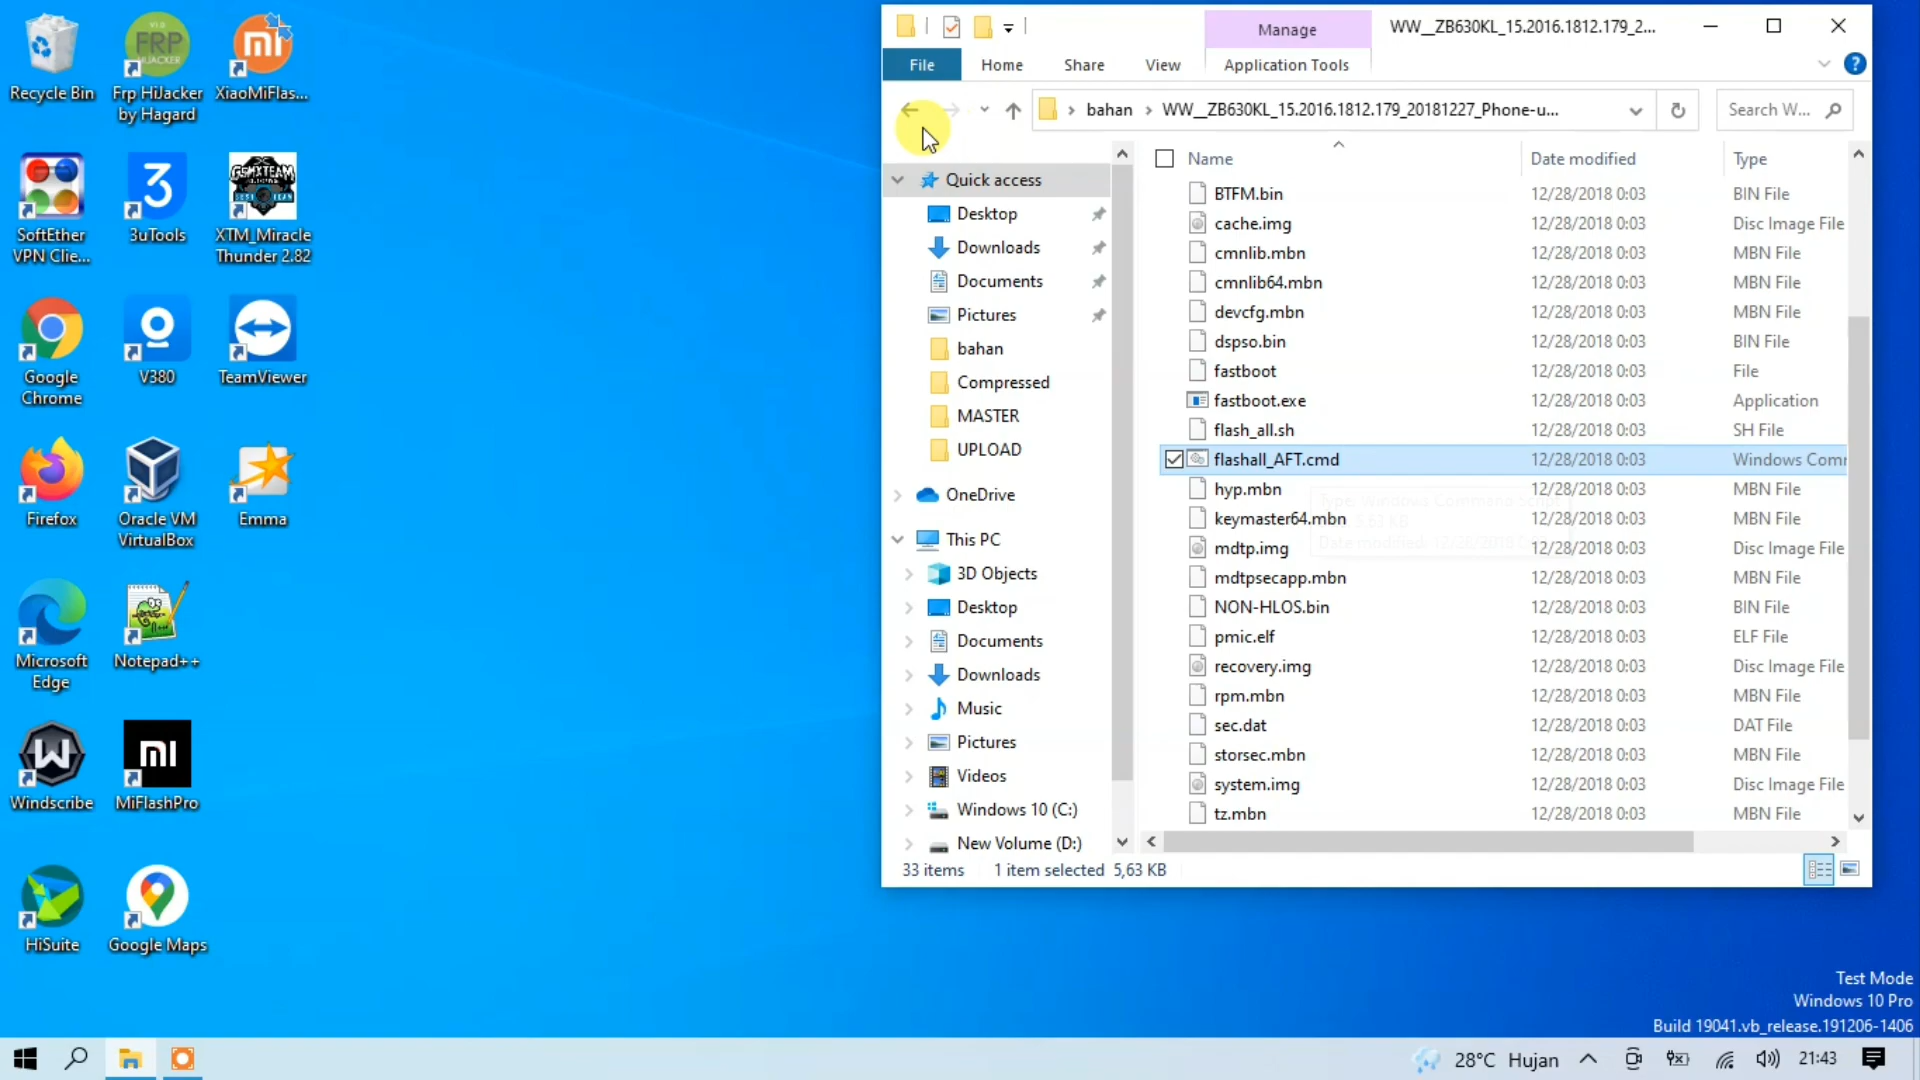 Recycle Bin
Frp HiJacker
by Hagard
XiaoMiFlas...
SoftEther
VPN Clie...
3uTools
XTM_Miracle
Thunder 2.82
Google
Chrome
V380
TeamViewer
Firefox
Oracle VM
VirtualBox
Emma
Microsoft
Edge
Notepad++
Windscribe
MiFlashPro
HiSuite
Google Maps
V1.0
FRP
HIJACKER
GSMXTEAM
Manage
WW__ZB630KL_15.2016.1812.179_2...
File
Home
Share
View
Application Tools
bahan
WW__ZB630KL_15.2016.1812.179_20181227_Phone-u...
Search W...
Quick access
Desktop
Downloads
Documents
Pictures
bahan
Compressed
MASTER
UPLOAD
OneDrive
This PC
3D Objects
Desktop
Documents
Downloads
Music
Pictures
Videos
Windows 10 (C:)
New Volume (D:)
Name Date modified Type
BTFM.bin 12/28/2018 0:03 BIN File
cache.img 12/28/2018 0:03 Disc Image File
cmnlib.mbn 12/28/2018 0:03 MBN File
cmnlib64.mbn 12/28/2018 0:03 MBN File
devcfg.mbn 12/28/2018 0:03 MBN File
dspso.bin 12/28/2018 0:03 BIN File
fastboot 12/28/2018 0:03 File
fastboot.exe 12/28/2018 0:03 Application
flash_all.sh 12/28/2018 0:03 SH File
flashall_AFT.cmd 12/28/2018 0:03 Windows Comr
hyp.mbn 12/28/2018 0:03 MBN File
keymaster64.mbn 12/28/2018 0:03 MBN File
mdtp.img 12/28/2018 0:03 Disc Image File
mdtpsecapp.mbn 12/28/2018 0:03 MBN File
NON-HLOS.bin 12/28/2018 0:03 BIN File
pmic.elf 12/28/2018 0:03 ELF File
recovery.img 12/28/2018 0:03 Disc Image File
rpm.mbn 12/28/2018 0:03 MBN File
sec.dat 12/28/2018 0:03 DAT File
storsec.mbn 12/28/2018 0:03 MBN File
system.img 12/28/2018 0:03 Disc Image File
tz.mbn 12/28/2018 0:03 MBN File
33 items 1 item selected 5,63 KB
Test Mode
Windows 10 Pro
Build 19041.vb_release.191206-1406
28°C Hujan
21:43